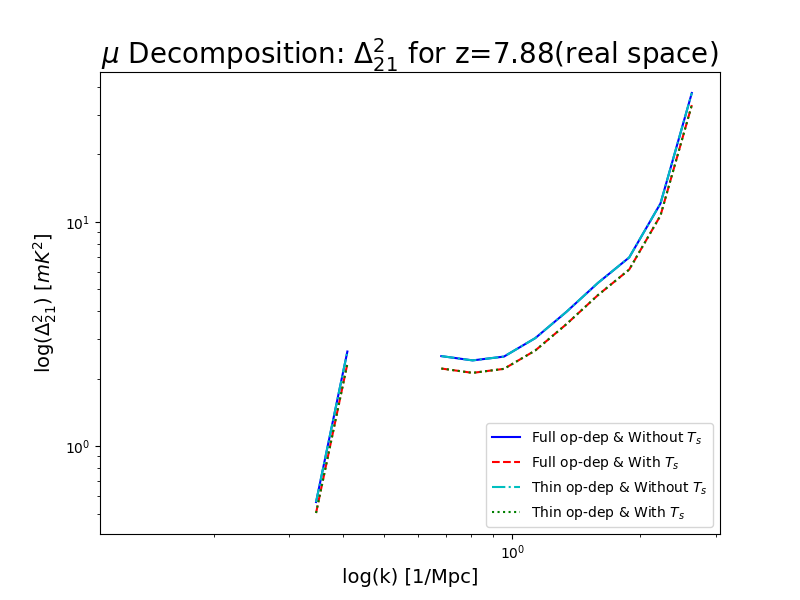 μ Decomposition: Δ²₂₁ for z=7.88(real space)
log(Δ²₂₁) [mK²]
10¹
10⁰
10⁰
log(k) [1/Mpc]
Full op-dep & Without Tₛ
Full op-dep & With Tₛ
Thin op-dep & Without Tₛ
Thin op-dep & With Tₛ